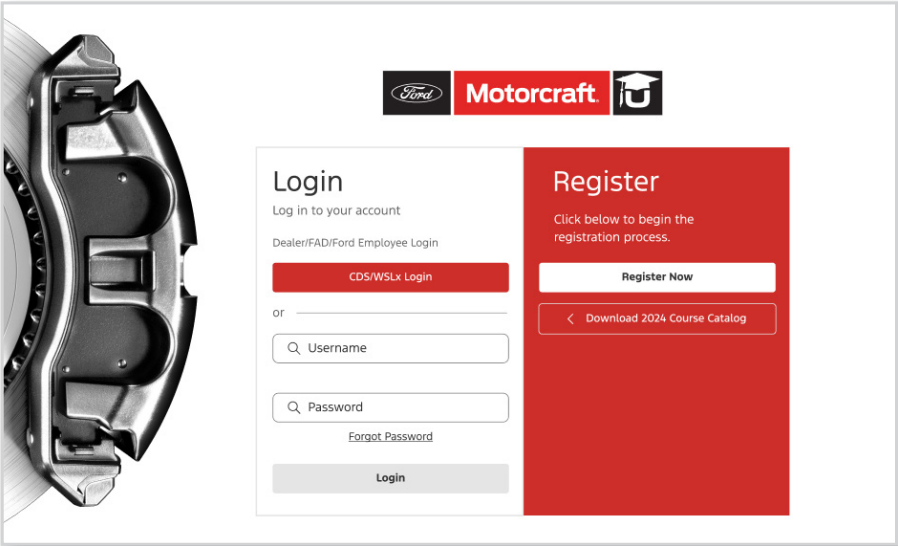 Ford
Motorcraft.
U
Login
Log in to your account
Dealer/FAD/Ford Employee Login
CDS/WSLx Login
or
Username
Password
Forgot Password
Login
Register
Click below to begin the
registration process.
Register Now
Download 2024 Course Catalog